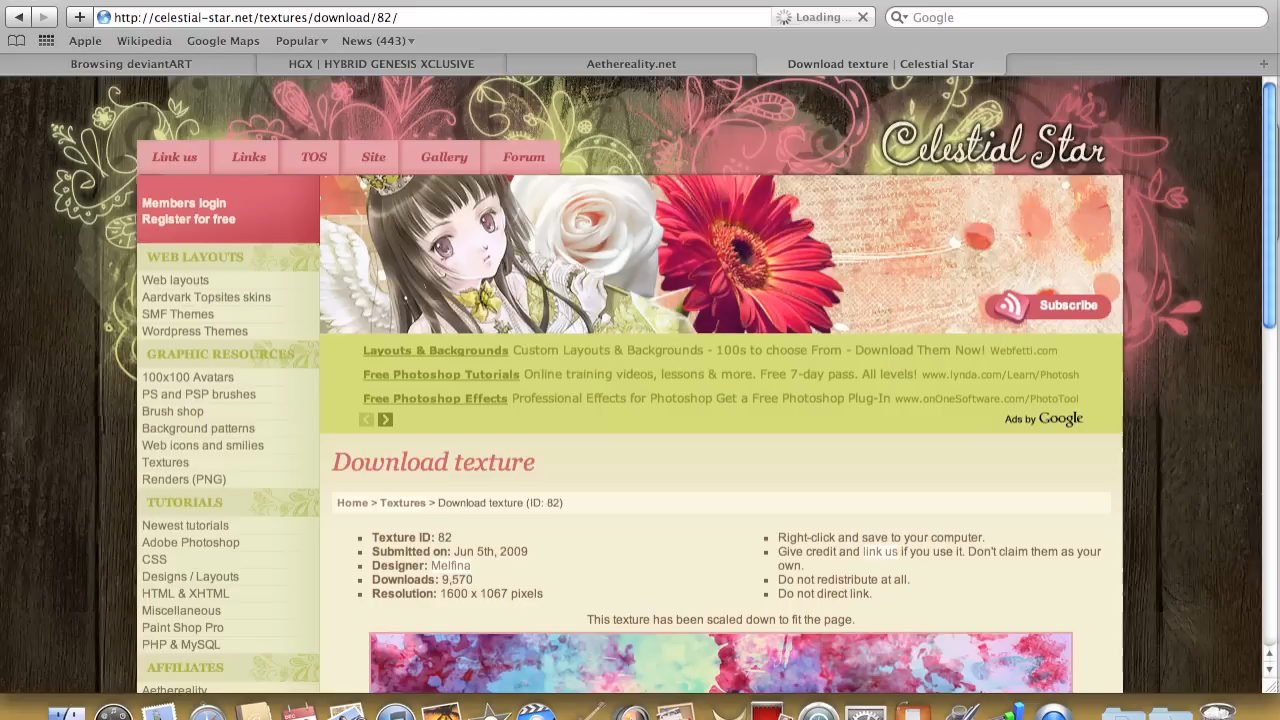 http://celestial-star.net/textures/download/82/
Loading...
Google
Apple
Wikipedia
Google Maps
Popular
News (443)
Browsing deviantART
HGX | HYBRID GENESIS XCLUSIVE
Aethereality.net
Download texture | Celestial Star
Celestial Star
Link us
Links
TOS
Site
Gallery
Forum
Members login
Register for free
WEB LAYOUTS
Web layouts
Aardvark Topsites skins
SMF Themes
Wordpress Themes
GRAPHIC RESOURCES
100x100 Avatars
PS and PSP brushes
Brush shop
Background patterns
Web icons and smilies
Textures
Renders (PNG)
TUTORIALS
Newest tutorials
Adobe Photoshop
CSS
Designs / Layouts
HTML & XHTML
Miscellaneous
Paint Shop Pro
PHP & MySQL
AFFILIATES
Aethereality
Subscribe
Layouts & Backgrounds Custom Layouts & Backgrounds - 100s to choose From - Download Them Now! Webfetti.com
Free Photoshop Tutorials Online training videos, lessons & more. Free 7-day pass. All levels! www.lynda.com/Learn/Photosh
Free Photoshop Effects Professional Effects for Photoshop Get a Free Photoshop Plug-In www.onOneSoftware.com/PhotoTool
Ads by Google
Download texture
Home > Textures > Download texture (ID: 82)
Texture ID: 82
Submitted on: Jun 5th, 2009
Designer: Melfina
Downloads: 9,570
Resolution: 1600 x 1067 pixels
Right-click and save to your computer.
Give credit and link us if you use it. Don't claim them as your
own.
Do not redistribute at all.
Do not direct link.
This texture has been scaled down to fit the page.